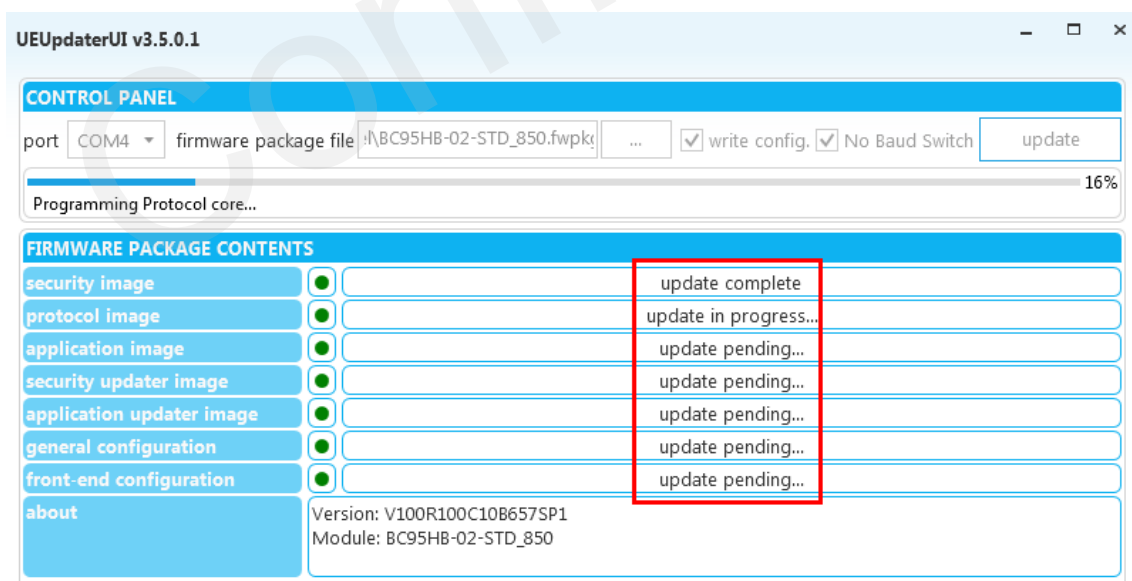 UEUpdaterUI v3.5.0.1
CONTROL PANEL
port COM4 firmware package file l\BC95HB-02-STD_850.fwpkg ... write config. No Baud Switch update
16%
Programming Protocol core...
FIRMWARE PACKAGE CONTENTS
security image update complete
protocol image update in progress...
application image update pending...
security updater image update pending...
application updater image update pending...
general configuration update pending...
front-end configuration update pending...
about Version: V100R100C10B657SP1
Module: BC95HB-02-STD_850